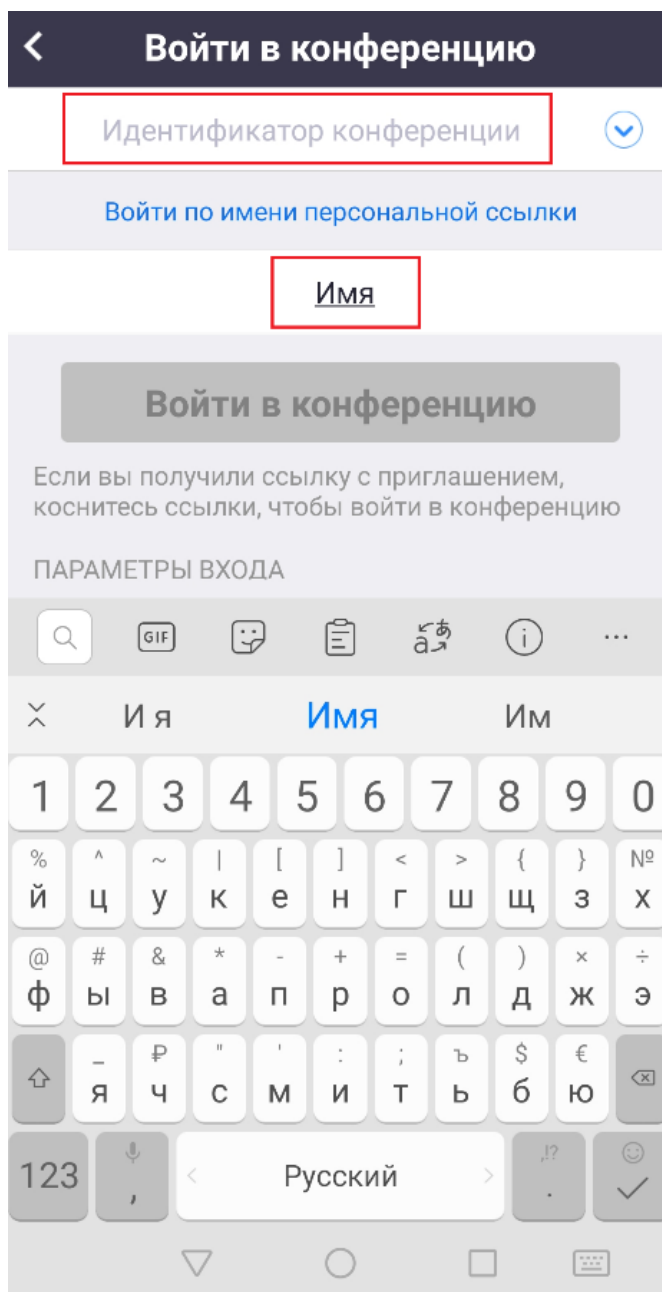 Войти в конференцию
Идентификатор конференции
Войти по имени персональной ссылки
Имя
Войти в конференцию
Если вы получили ссылку с приглашением,
коснитесь ссылки, чтобы войти в конференцию
ПАРАМЕТРЫ ВХОДА
GIF
И я Имя Им
1 2 3 4 5 6 7 8 9 0
% ^ ~ | [ ] < > { } №
й ц у к е н г ш щ з х
@ # & * - + = ( ) × ÷
ф ы в а п р о л д ж э
_ ₽ " ' : ; ъ $ €
я ч с м и т ь б ю
,!?
123 , Русский .